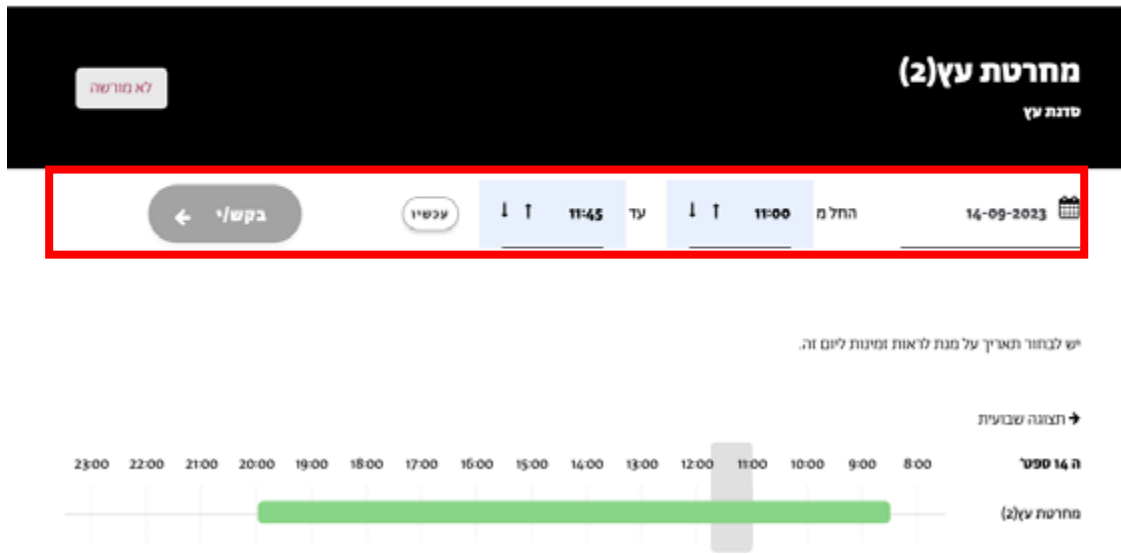 מחרטת עץ(2)
סדנת עץ
לא מורשה
14-09-2023 החל מ 11:00 עד 11:45 עכשיו בקש/י
יש לבחור תאריך על מנת לראות זמינות ליום זה.
תצוגה שבועית
ה 14 ספט' 8:00 9:00 10:00 11:00 12:00 13:00 14:00 15:00 16:00 17:00 18:00 19:00 20:00 21:00 22:00 23:00
מחרטת עץ(2)